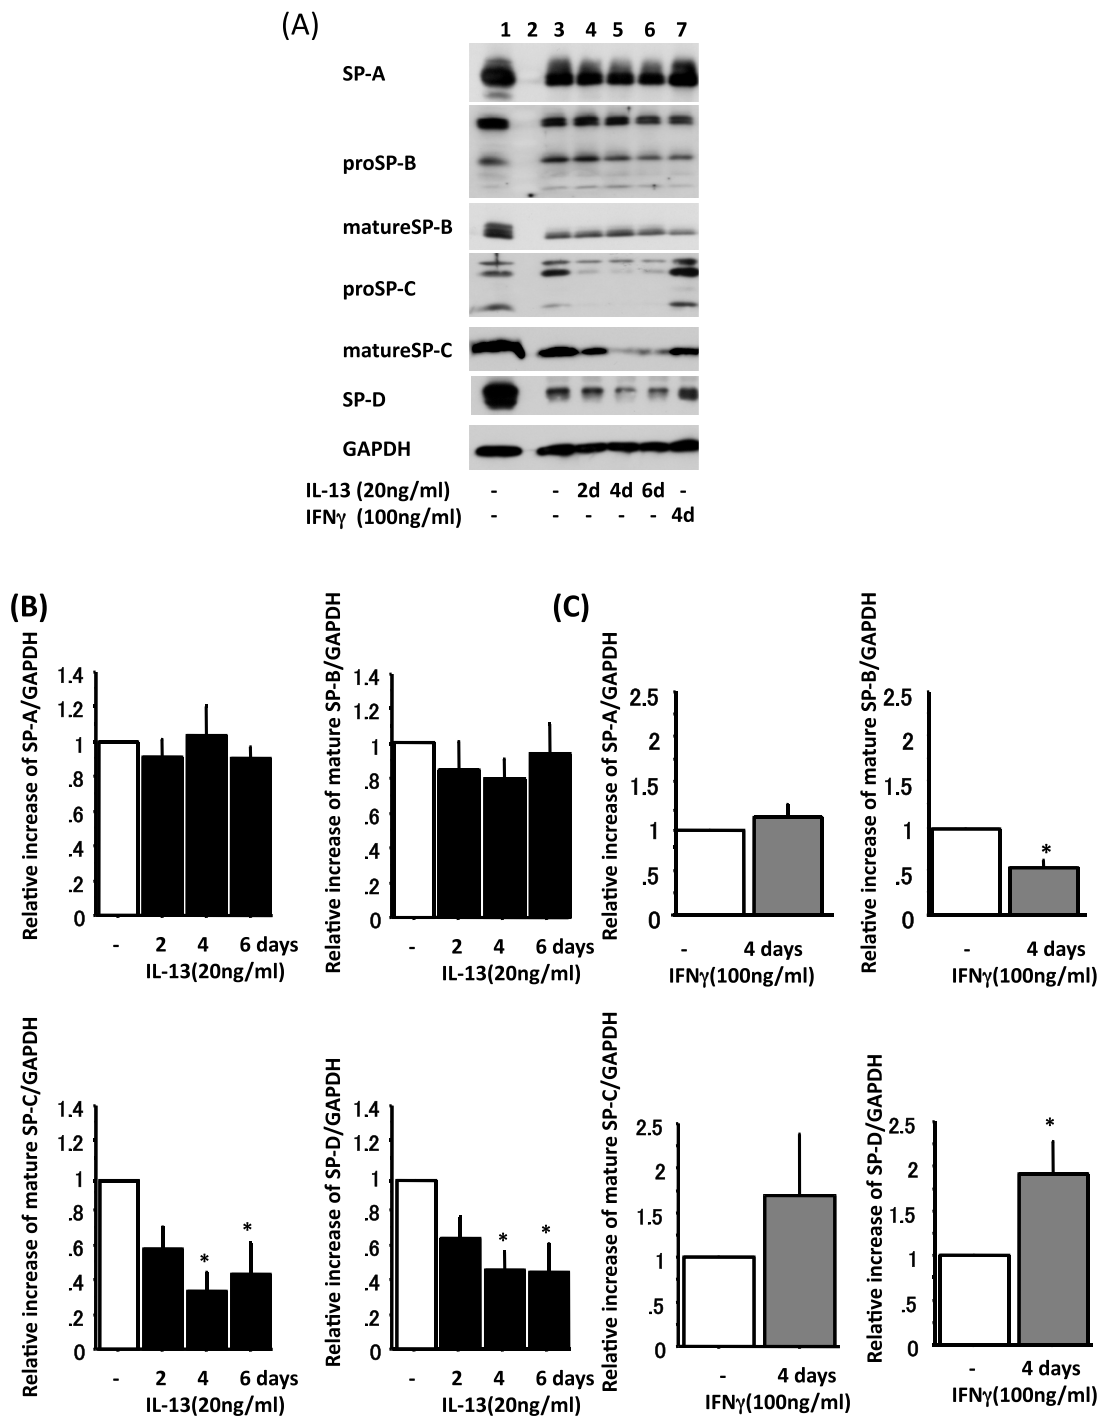 (A)
1 2 3 4 5 6 7
SP-A
proSP-B
matureSP-B
proSP-C
matureSP-C
SP-D
GAPDH
IL-13 (20ng/ml) - - 2d 4d 6d -
IFNγ (100ng/ml) - - - - - 4d
(B)
Relative increase of SP-A/GAPDH
1.4
1.2
1
.8
.6
.4
.2
0
- 2 4 6 days
IL-13(20ng/ml)
Relative increase of mature SP-B/GAPDH
1.4
1.2
1
.8
.6
.4
.2
0
- 2 4 6 days
IL-13(20ng/ml)
(C)
Relative increase of SP-A/GAPDH
2.5
2
1.5
1
.5
0
- 4 days
IFNγ(100ng/ml)
Relative increase of mature SP-B/GAPDH
2.5
2
1.5
1
.5
0
*
- 4 days
IFNγ(100ng/ml)
Relative increase of mature SP-C/GAPDH
1.4
1.2
1
.8
.6
.4
.2
0
* *
- 2 4 6 days
IL-13(20ng/ml)
Relative increase of SP-D/GAPDH
1.4
1.2
1
.8
.6
.4
.2
0
* *
- 2 4 6 days
IL-13(20ng/ml)
Relative increase of mature SP-C/GAPDH
2.5
2
1.5
1
.5
0
- 4 days
IFNγ(100ng/ml)
Relative increase of SP-D/GAPDH
2.5
2
1.5
1
.5
0
*
- 4 days
IFNγ(100ng/ml)